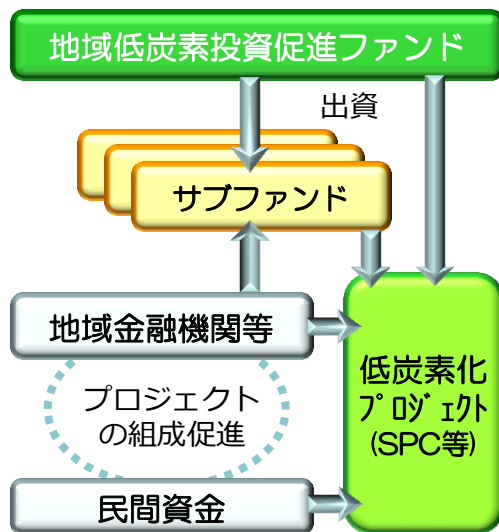 地域低炭素投資促進ファンド
出資
サブファンド
地域金融機関等
プロジェクト
の組成促進
低炭素化
ﾌﾟﾛｼﾞｪｸﾄ
(SPC等)
民間資金